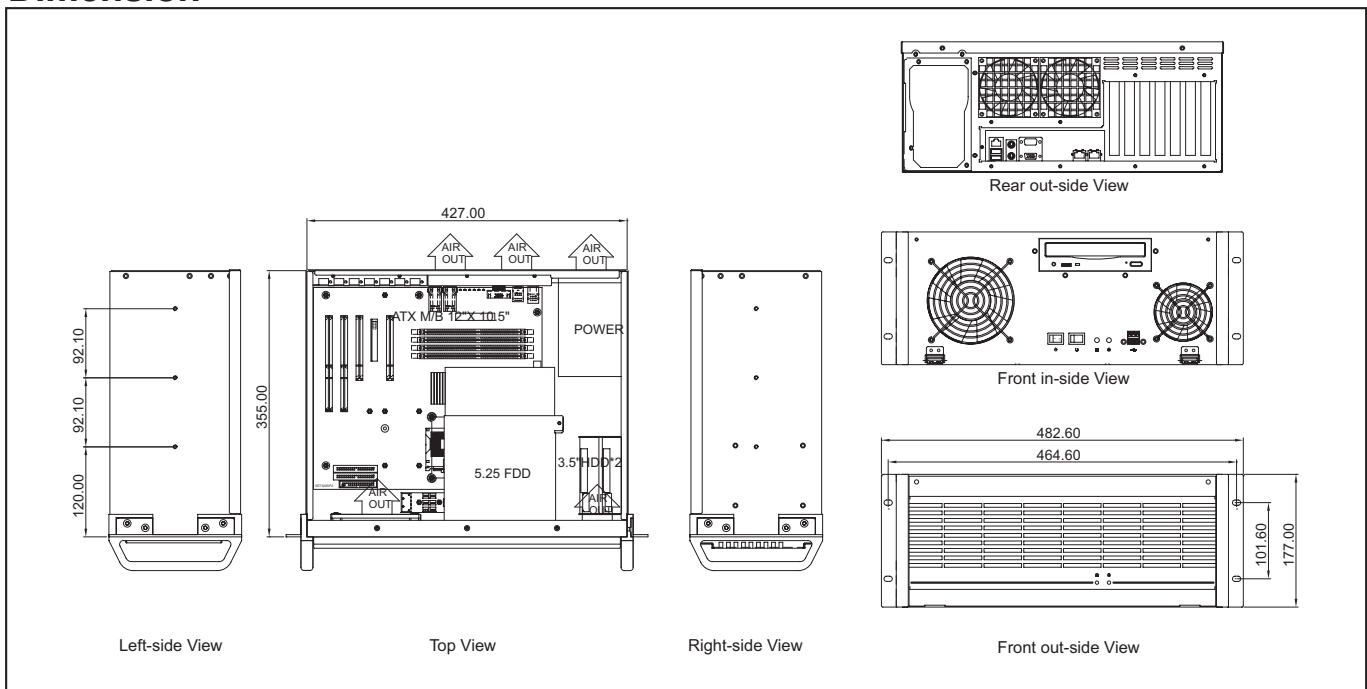 Dimension
Rear out-side View
427.00
AIR
OUT
AIR
OUT
AIR
OUT
ATX M/B 12"X 10.5"
POWER
5.25 FDD
3.5"HDD*2
AIR
OUT
AIR
OUT
355.00
92.10
92.10
120.00
Front in-side View
482.60
464.60
101.60
177.00
Left-side View
Top View
Right-side View
Front out-side View